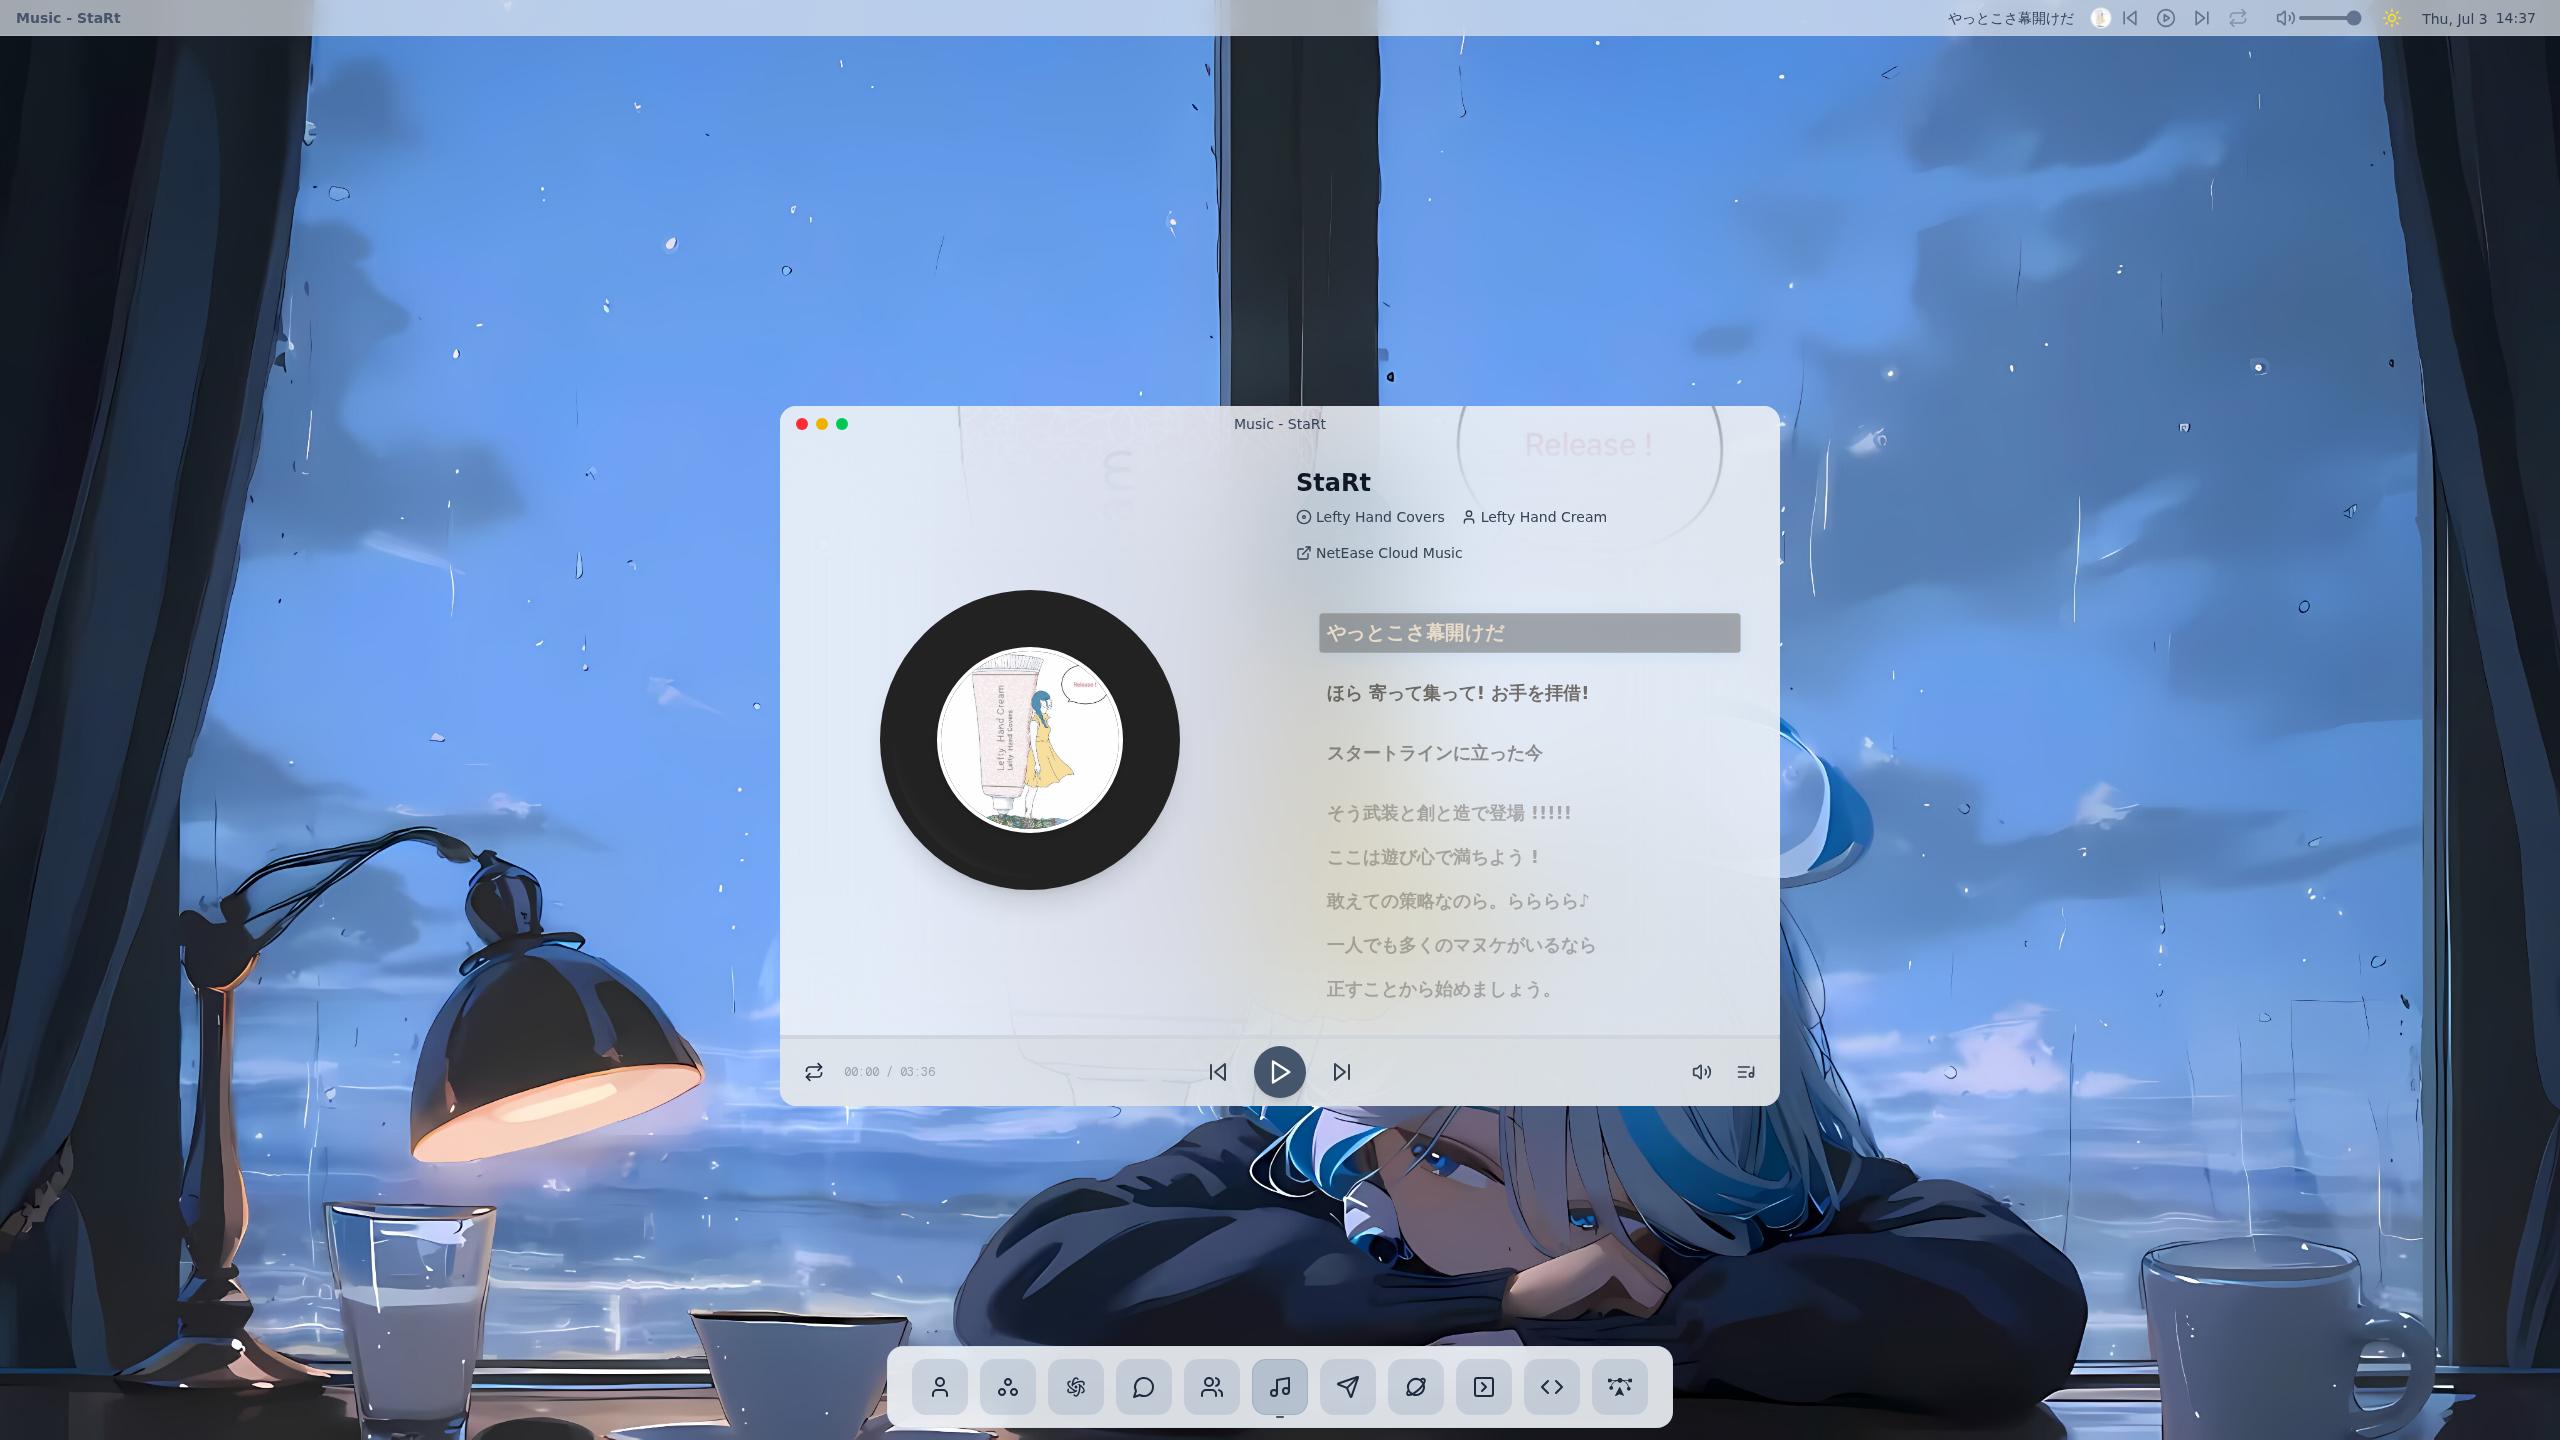 Music - StaRt
やっとこさ幕開けだ
Thu, Jul 3 14:37
Music - StaRt
Release !
StaRt
Lefty Hand Covers Lefty Hand Cream
NetEase Cloud Music
Lefty Hand Cream
Lefty Hand Covers
Release !
やっとこさ幕開けだ
ほら 寄って集って! お手を拝借!
スタートラインに立った今
そう武装と創と造で登場 !!!!!
ここは遊び心で満ちよう !
敢えての策略なのら。らららら♪
一人でも多くのマヌケがいるなら
正すことから始めましょう。
00:00 / 03:36